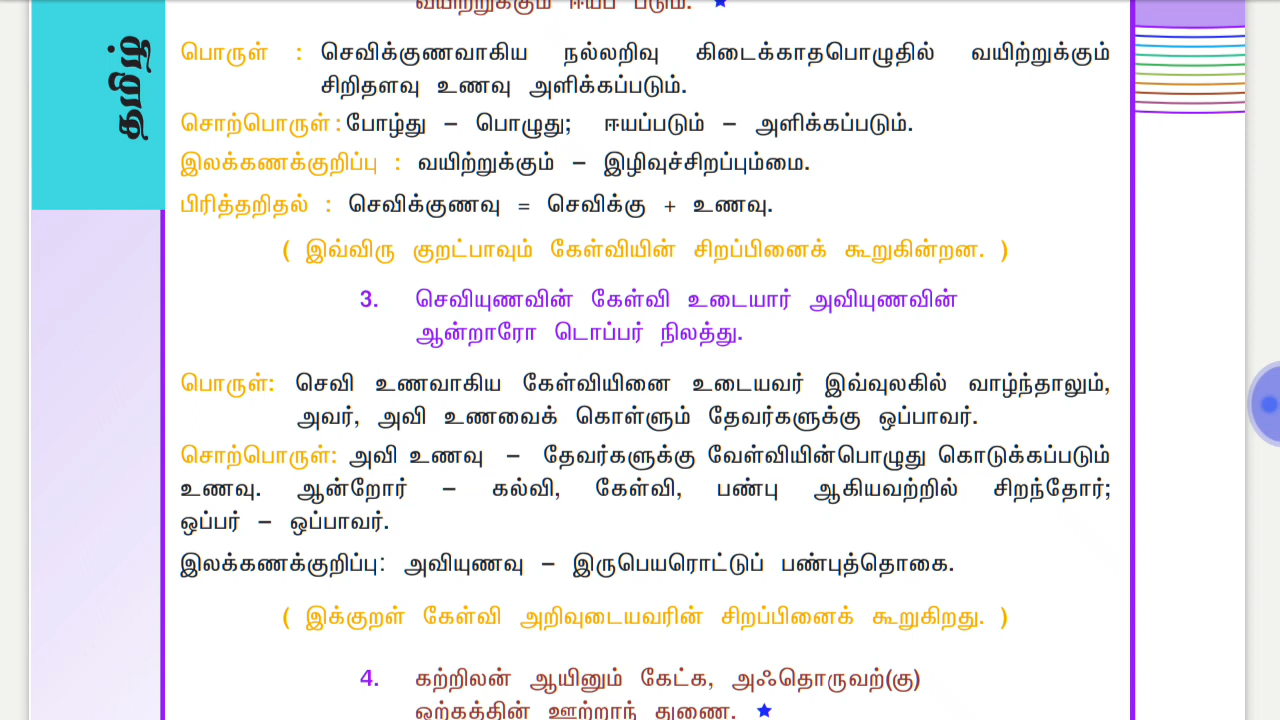 வயிற்றுக்கும் ஈயப் படும். ★
தமிழ்
பொருள் : செவிக்குணவாகிய நல்லறிவு கிடைக்காதபொழுதில் வயிற்றுக்கும்
சிறிதளவு உணவு அளிக்கப்படும்.
சொற்பொருள் : போழ்து – பொழுது; ஈயப்படும் – அளிக்கப்படும்.
இலக்கணக்குறிப்பு : வயிற்றுக்கும் – இழிவுச்சிறப்பும்மை.
பிரித்தறிதல் : செவிக்குணவு = செவிக்கு + உணவு.
( இவ்விரு குறட்பாவும் கேள்வியின் சிறப்பினைக் கூறுகின்றன. )
3. செவியுணவின் கேள்வி உடையார் அவியுணவின்
ஆன்றாரோ டொப்பர் நிலத்து.
பொருள்: செவி உணவாகிய கேள்வியினை உடையவர் இவ்வுலகில் வாழ்ந்தாலும்,
அவர், அவி உணவைக் கொள்ளும் தேவர்களுக்கு ஒப்பாவர்.
சொற்பொருள்: அவி உணவு – தேவர்களுக்கு வேள்வியின்பொழுது கொடுக்கப்படும்
உணவு. ஆன்றோர் – கல்வி, கேள்வி, பண்பு ஆகியவற்றில் சிறந்தோர்;
ஒப்பர் – ஒப்பாவர்.
இலக்கணக்குறிப்பு: அவியுணவு – இருபெயரொட்டுப் பண்புத்தொகை.
( இக்குறள் கேள்வி அறிவுடையவரின் சிறப்பினைக் கூறுகிறது. )
4. கற்றிலன் ஆயினும் கேட்க, அஃதொருவற்(கு)
ஒற்கத்தின் ஊற்றாந் துணை. ★